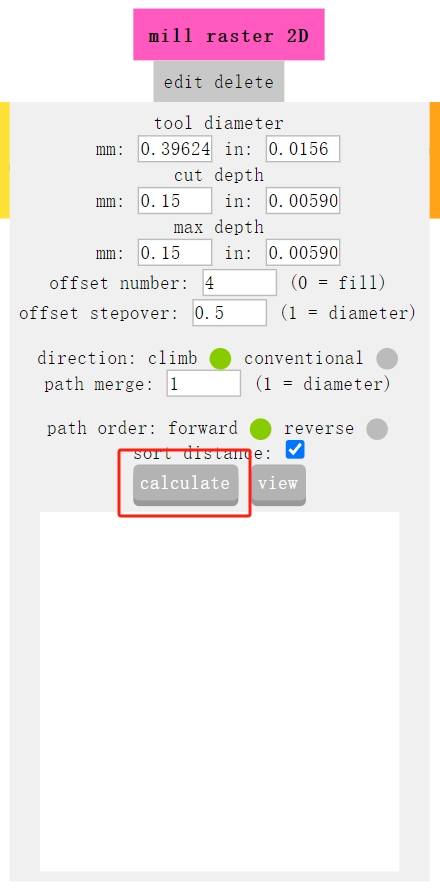 mill raster 2D
edit delete
tool diameter
mm: 0.39624 in: 0.0156
cut depth
mm: 0.15 in: 0.00590
max depth
mm: 0.15 in: 0.00590
offset number: 4 (0 = fill)
offset stepover: 0.5 (1 = diameter)
direction: climb conventional
path merge: 1 (1 = diameter)
path order: forward reverse
sort distance:
calculate view